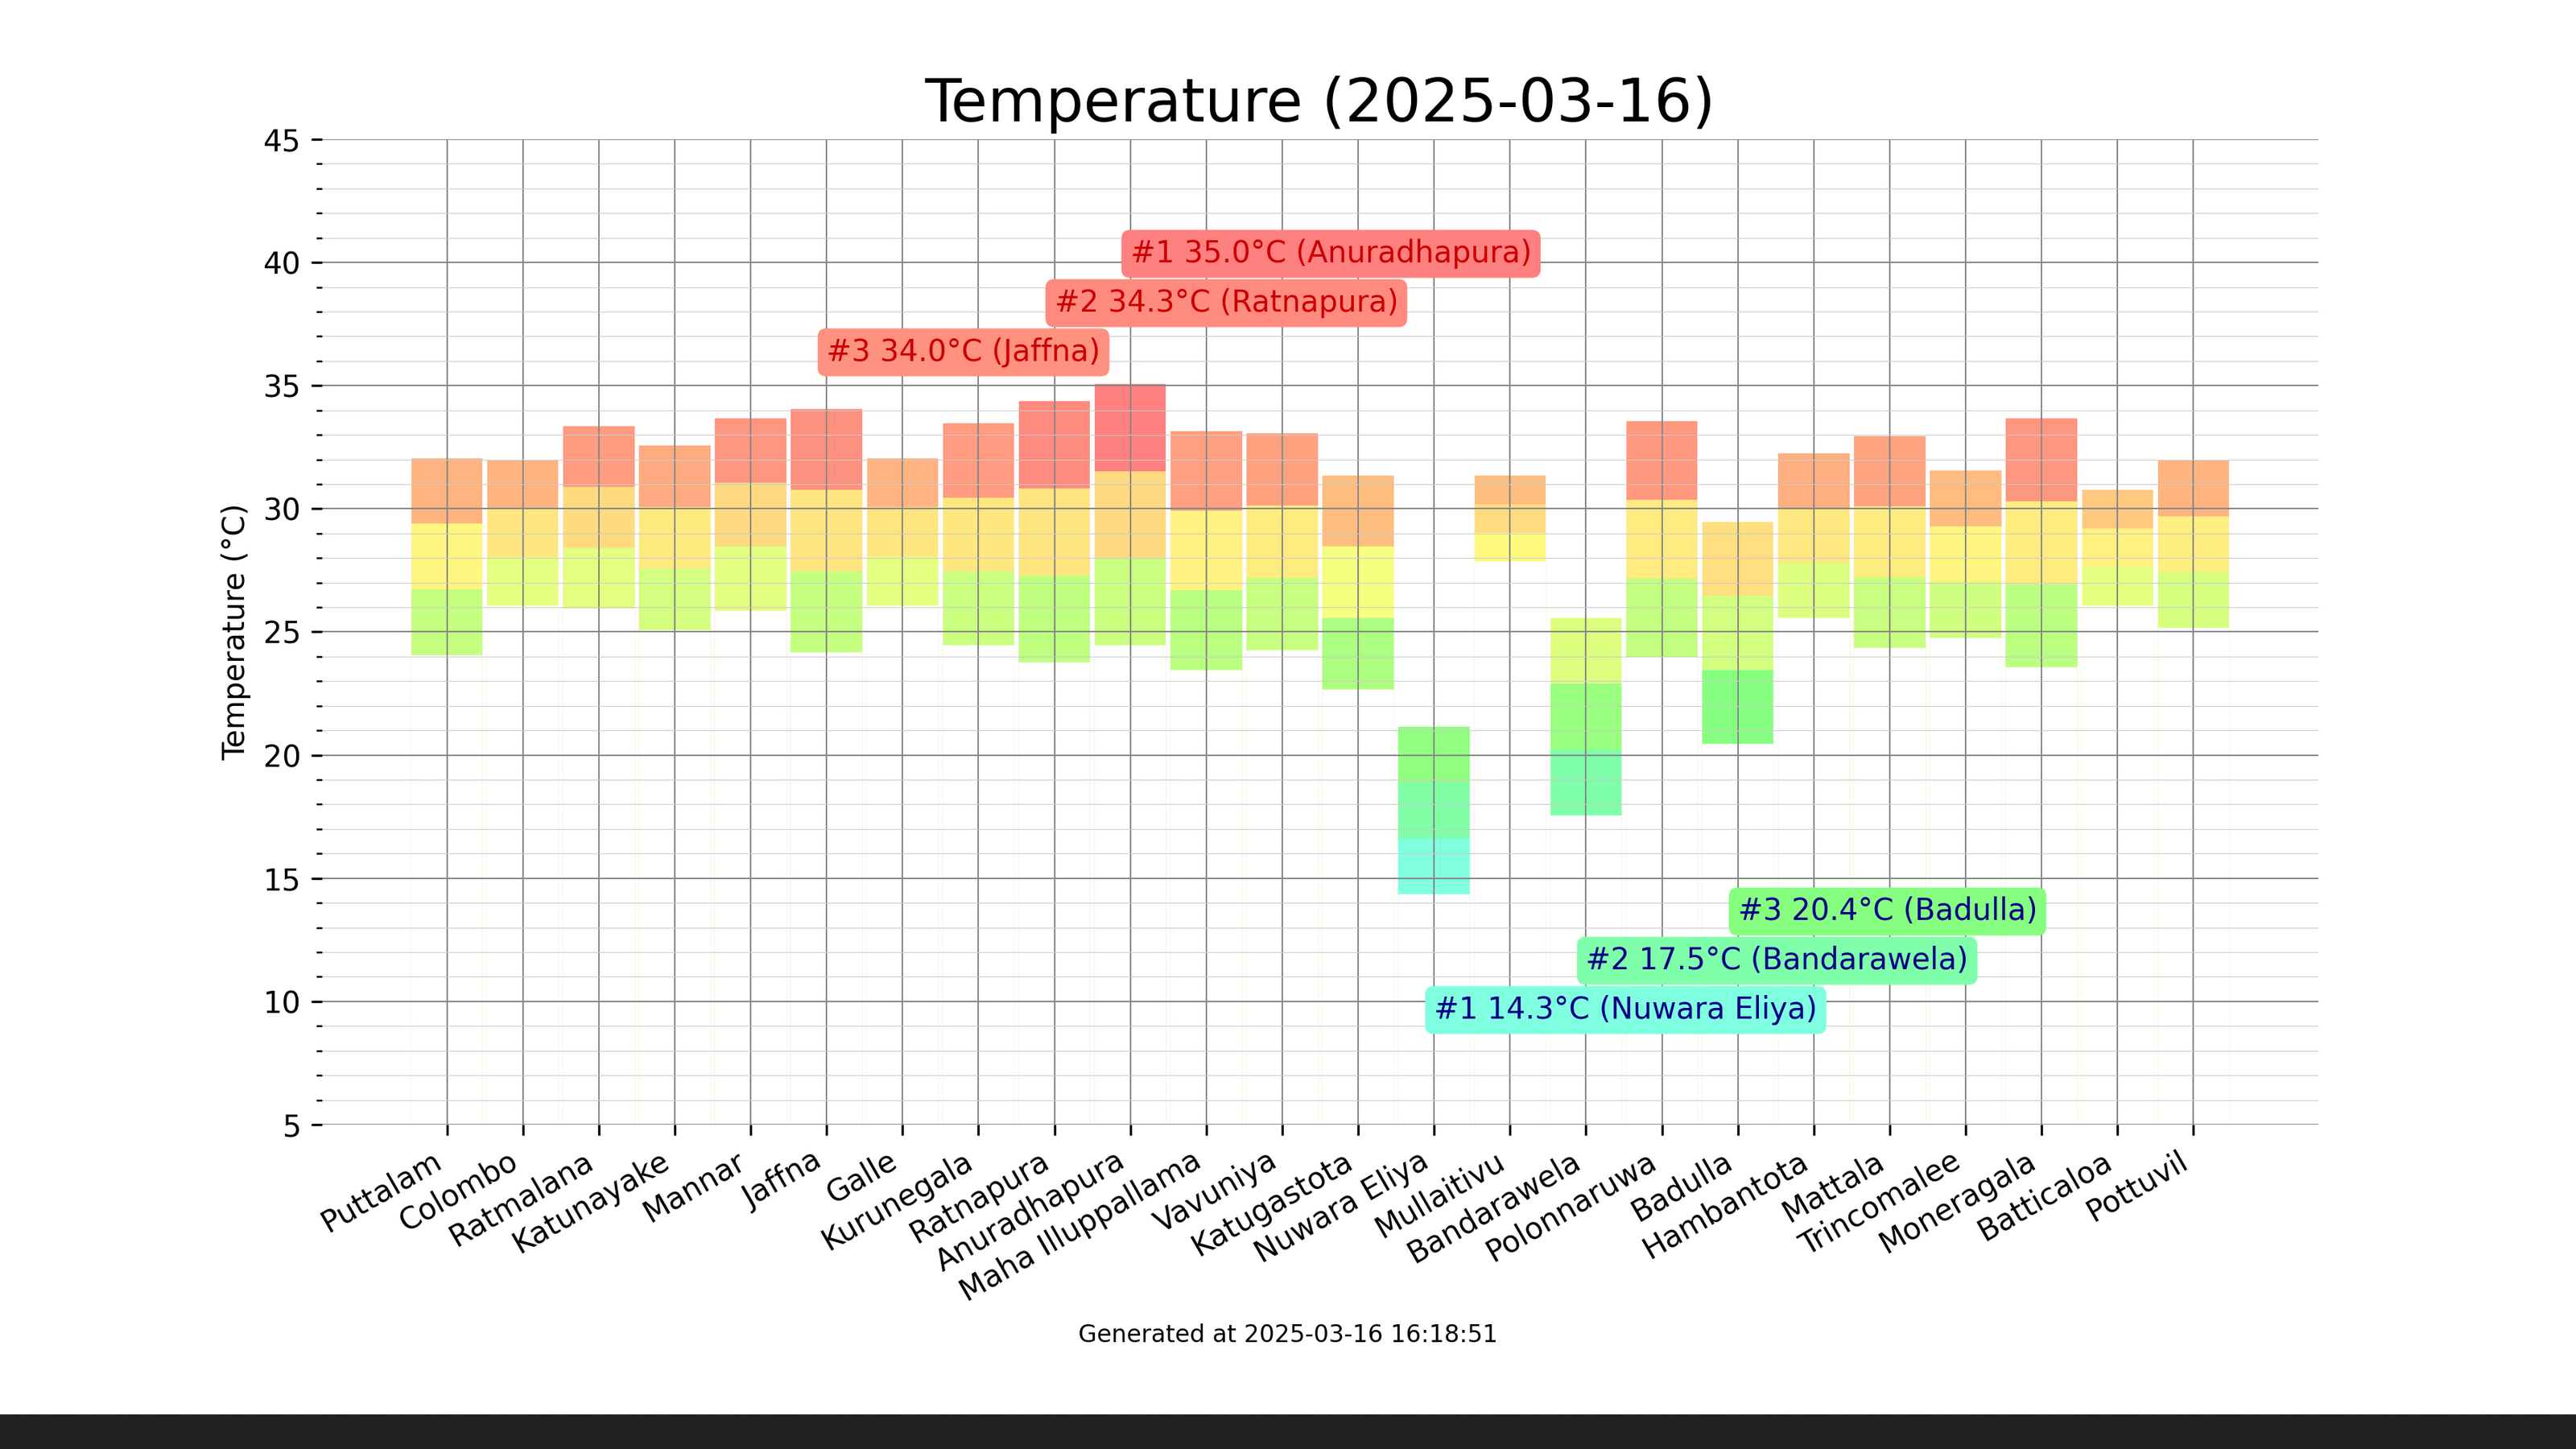 Temperature (2025-03-16)
45
40
35
30
25
20
15
10
5
Temperature (°C)
#1 35.0°C (Anuradhapura)
#2 34.3°C (Ratnapura)
#3 34.0°C (Jaffna)
#3 20.4°C (Badulla)
#2 17.5°C (Bandarawela)
#1 14.3°C (Nuwara Eliya)
Puttalam
Colombo
Ratmalana
Katunayake
Mannar
Jaffna
Galle
Kurunegala
Ratnapura
Anuradhapura
Maha Illuppallama
Vavuniya
Katugastota
Nuwara Eliya
Mullaitivu
Bandarawela
Polonnaruwa
Badulla
Hambantota
Mattala
Trincomalee
Moneragala
Batticaloa
Pottuvil
Generated at 2025-03-16 16:18:51